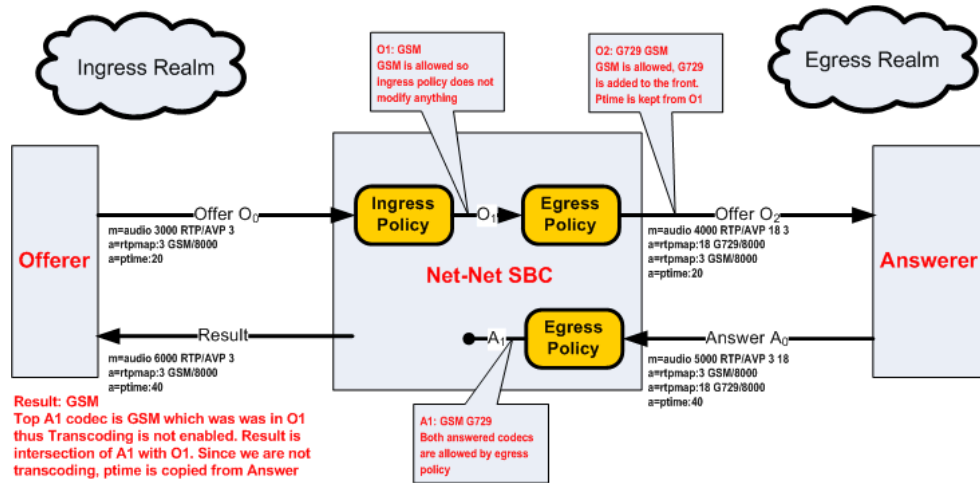 Ingress Realm
Egress Realm
O1: GSM
GSM is allowed so
ingress policy does not
modify anything
O2: G729 GSM
GSM is allowed, G729
is added to the front.
Ptime is kept from O1
Offerer
Offer O0
m=audio 3000 RTP/AVP 3
a=rtpmap:3 GSM/8000
a=ptime:20
Ingress
Policy
O1
Egress
Policy
Net-Net SBC
Offer O2
m=audio 4000 RTP/AVP 18 3
a=rtpmap:18 G729/8000
a=rtpmap:3 GSM/8000
a=ptime:20
Answerer
Result
m=audio 6000 RTP/AVP 3
a=rtpmap:3 GSM/8000
a=ptime:40
A1
Egress
Policy
Answer A0
m=audio 5000 RTP/AVP 3 18
a=rtpmap:3 GSM/8000
a=rtpmap:18 G729/8000
a=ptime:40
Result: GSM
Top A1 codec is GSM which was was in O1
thus Transcoding is not enabled. Result is
intersection of A1 with O1. Since we are not
transcoding, ptime is copied from Answer
A1: GSM G729
Both answered codecs
are allowed by egress
policy